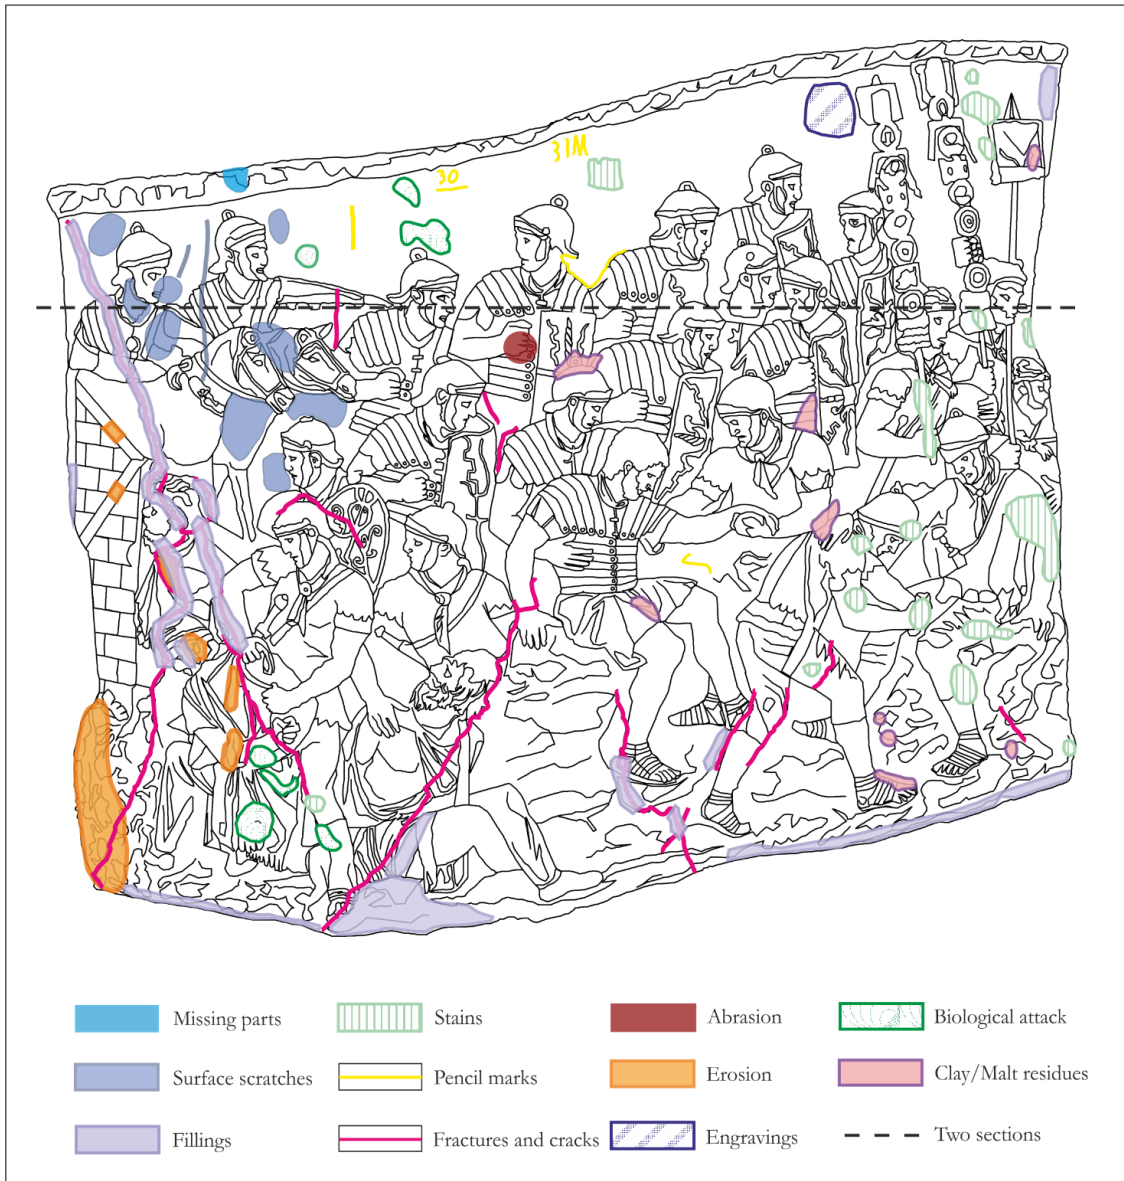 31M
30
Missing parts
Stains
Abrasion
Biological attack
Surface scratches
Pencil marks
Erosion
Clay/Malt residues
Fillings
Fractures and cracks
Engravings
Two sections